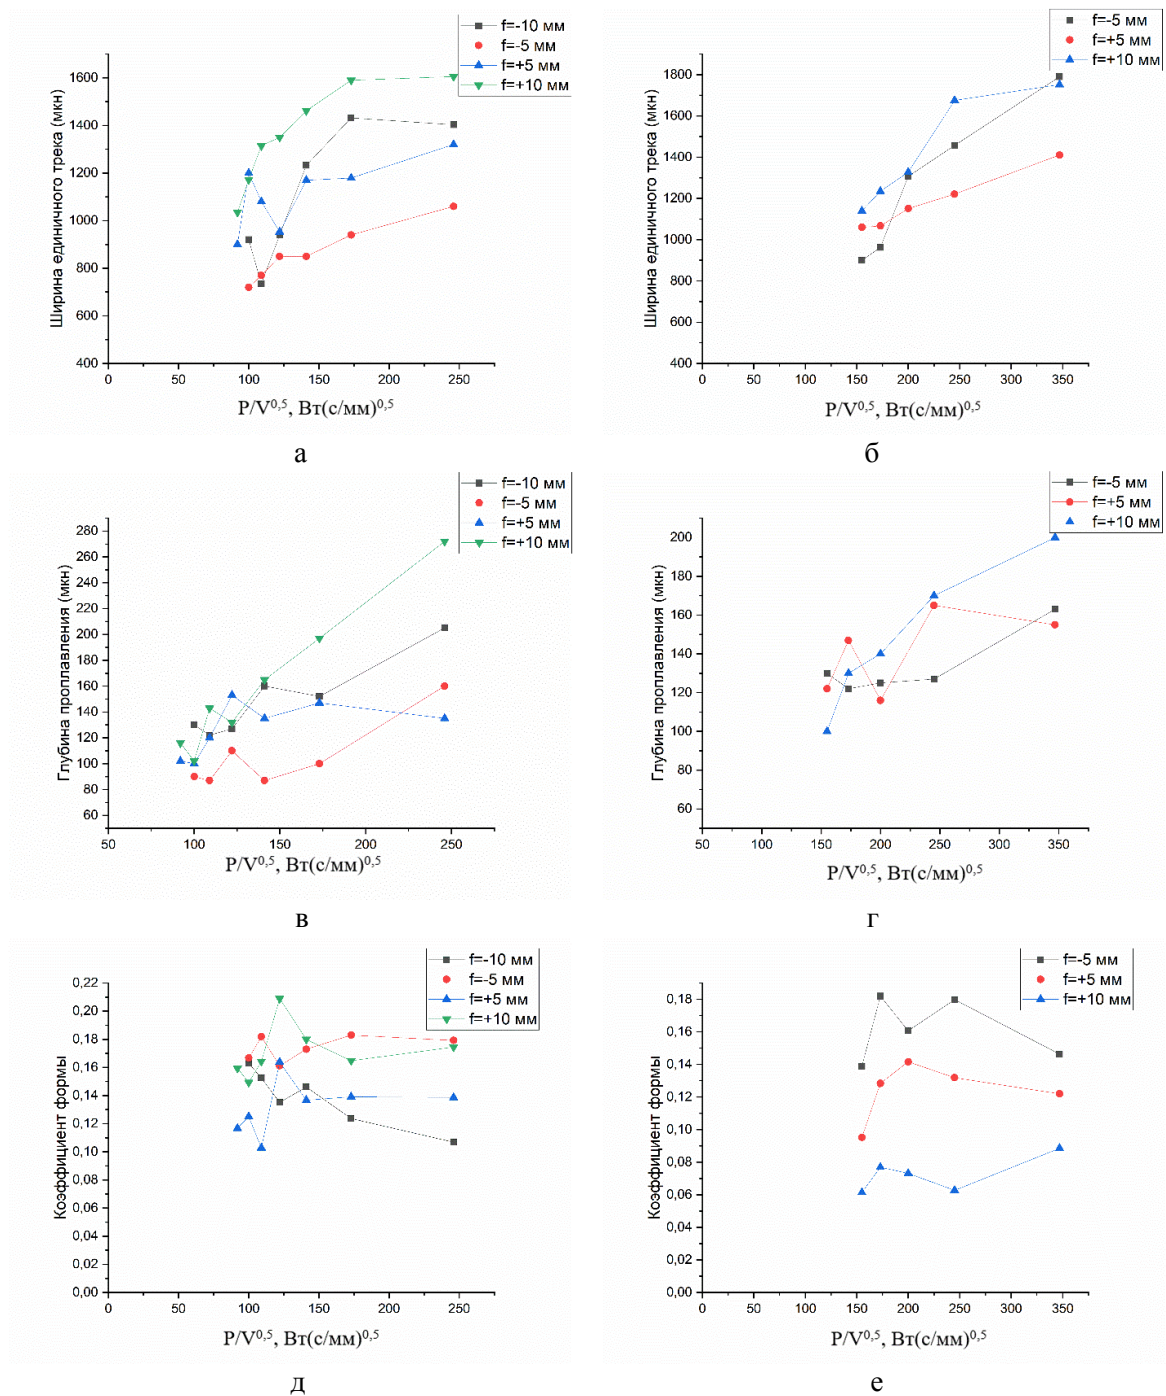 f=-10 мм
f=-5 мм
f=+5 мм
f=+10 мм
Ширина единичного трека (мкн)
1600
1400
1200
1000
800
600
400
0 50 100 150 200 250
P/V0,5, Вт(с/мм)0,5
а
f=-5 мм
f=+5 мм
f=+10 мм
Ширина единичного трека (мкн)
1800
1600
1400
1200
1000
800
600
400
0 50 100 150 200 250 300 350
P/V0,5, Вт(с/мм)0,5
б
f=-10 мм
f=-5 мм
f=+5 мм
f=+10 мм
Глубина проплавления (мкн)
280
260
240
220
200
180
160
140
120
100
80
60
50 100 150 200 250
P/V0,5, Вт(с/мм)0,5
в
f=-5 мм
f=+5 мм
f=+10 мм
Глубина проплавления (мкн)
200
180
160
140
120
100
80
60
50 100 150 200 250 300 350
P/V0,5, Вт(с/мм)0,5
г
f=-10 мм
f=-5 мм
f=+5 мм
f=+10 мм
Коэффициент формы
0,22
0,20
0,18
0,16
0,14
0,12
0,10
0,08
0,06
0,04
0,02
0,00
0 50 100 150 200 250
P/V0,5, Вт(с/мм)0,5
д
f=-5 мм
f=+5 мм
f=+10 мм
Коэффициент формы
0,18
0,16
0,14
0,12
0,10
0,08
0,06
0,04
0,02
0,00
0 50 100 150 200 250 300 350
P/V0,5, Вт(с/мм)0,5
е